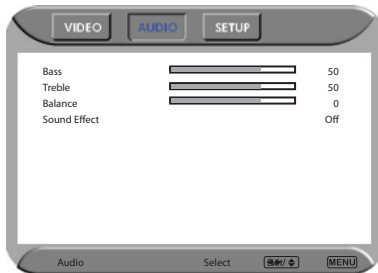 VIDEO AUDIO SETUP
Bass 50
Treble 50
Balance 0
Sound Effect Off
Audio Select MENU